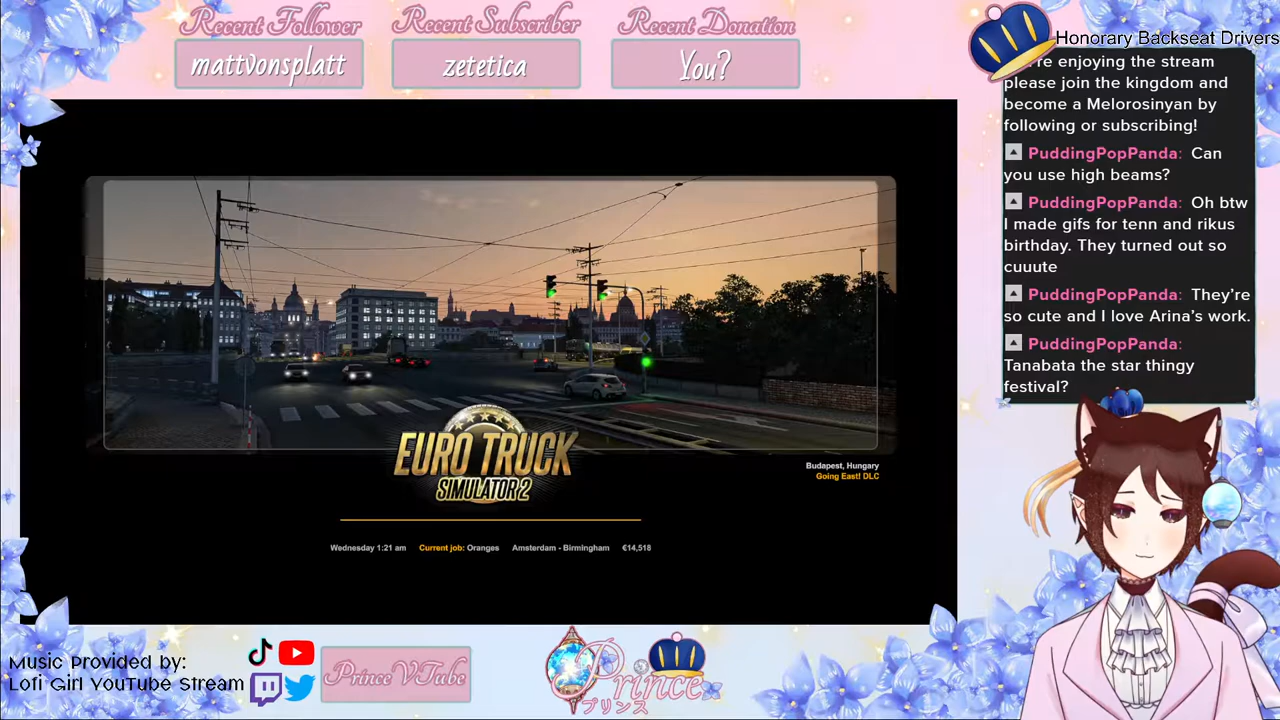 Recent Follower
mattvonsplatt
Recent Subscriber
zetetica
Recent Donation
You?
Honorary Backseat Drivers
enjoying the stream
please join the kingdom and
become a Melorosinyan by
following or subscribing!
PuddingPopPanda: Can
you use high beams?
PuddingPopPanda: Oh btw
I made gifs for tenn and rikus
birthday. They turned out so
cuuute
PuddingPopPanda: They're
so cute and I love Arina's work.
PuddingPopPanda:
Tanabata the star thingy
festival?
EURO TRUCK
SIMULATOR 2
Budapest, Hungary
Going East! DLC
Wednesday 1:21 am Current job: Oranges Amsterdam - Birmingham €14,518
Music Provided by:
Lofi Girl YouTube Stream
Prince VTube
Prince
プリンス